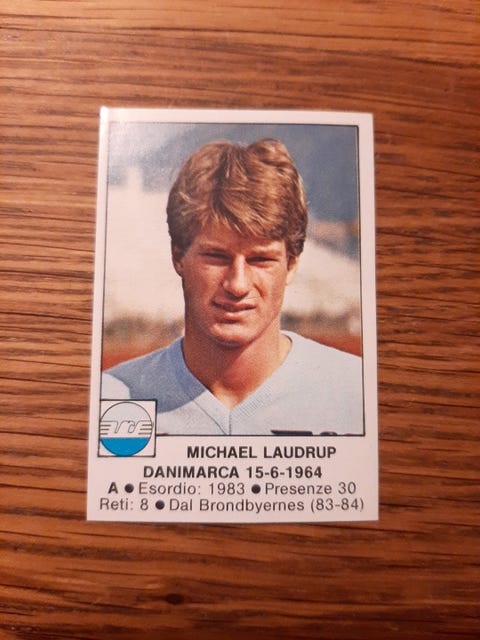 MICHAEL LAUDRUP
DANIMARCA 15-6-1964
A ● Esordio: 1983 ● Presenze 30
Reti: 8 ● Dal Brondbyernes (83-84)